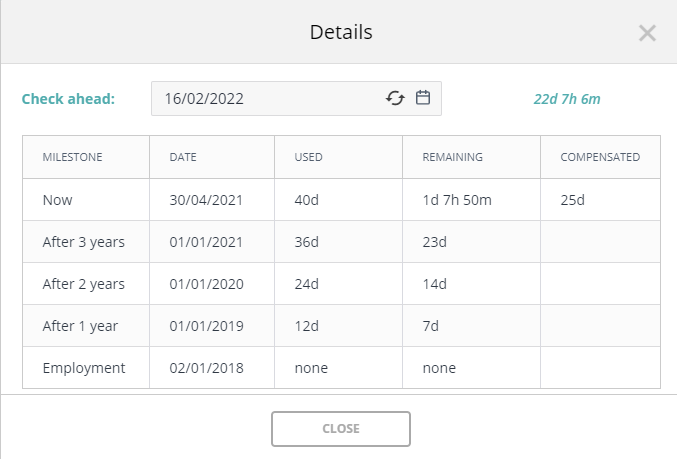 Details
Check ahead: 16/02/2022 22d 7h 6m
MILESTONE DATE USED REMAINING COMPENSATED
Now 30/04/2021 40d 1d 7h 50m 25d
After 3 years 01/01/2021 36d 23d
After 2 years 01/01/2020 24d 14d
After 1 year 01/01/2019 12d 7d
Employment 02/01/2018 none none
CLOSE